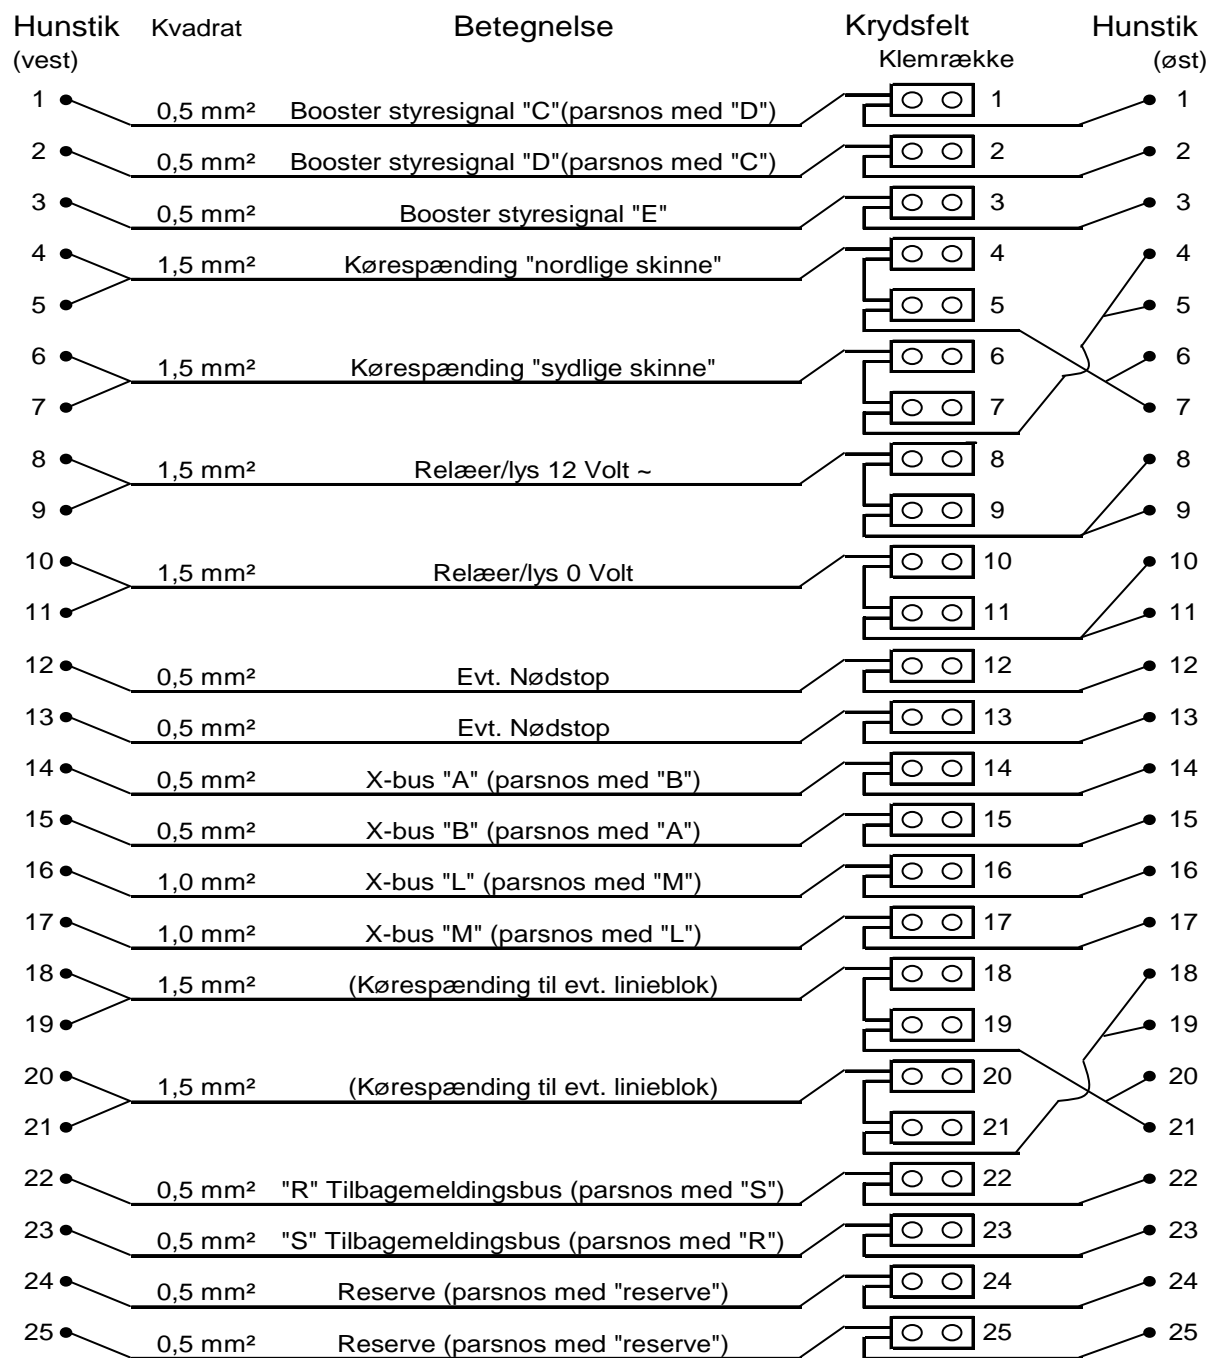 Hunstik Kvadrat Betegnelse Krydsfelt Hunstik
(vest) Klemrække (øst)
1 0,5 mm² Booster styresignal "C"(parsnos med "D") 1 1
2 0,5 mm² Booster styresignal "D"(parsnos med "C") 2 2
3 0,5 mm² Booster styresignal "E" 3 3
4 1,5 mm² Kørespænding "nordlige skinne" 4 4
5 5 5
6 1,5 mm² Kørespænding "sydlige skinne" 6 6
7 7 7
8 1,5 mm² Relæer/lys 12 Volt ~ 8 8
9 9 9
10 1,5 mm² Relæer/lys 0 Volt 10 10
11 11 11
12 0,5 mm² Evt. Nødstop 12 12
13 0,5 mm² Evt. Nødstop 13 13
14 0,5 mm² X-bus "A" (parsnos med "B") 14 14
15 0,5 mm² X-bus "B" (parsnos med "A") 15 15
16 1,0 mm² X-bus "L" (parsnos med "M") 16 16
17 1,0 mm² X-bus "M" (parsnos med "L") 17 17
18 1,5 mm² (Kørespænding til evt. linieblok) 18 18
19 19 19
20 1,5 mm² (Kørespænding til evt. linieblok) 20 20
21 21 21
22 0,5 mm² "R" Tilbagemeldingsbus (parsnos med "S") 22 22
23 0,5 mm² "S" Tilbagemeldingsbus (parsnos med "R") 23 23
24 0,5 mm² Reserve (parsnos med "reserve") 24 24
25 0,5 mm² Reserve (parsnos med "reserve") 25 25